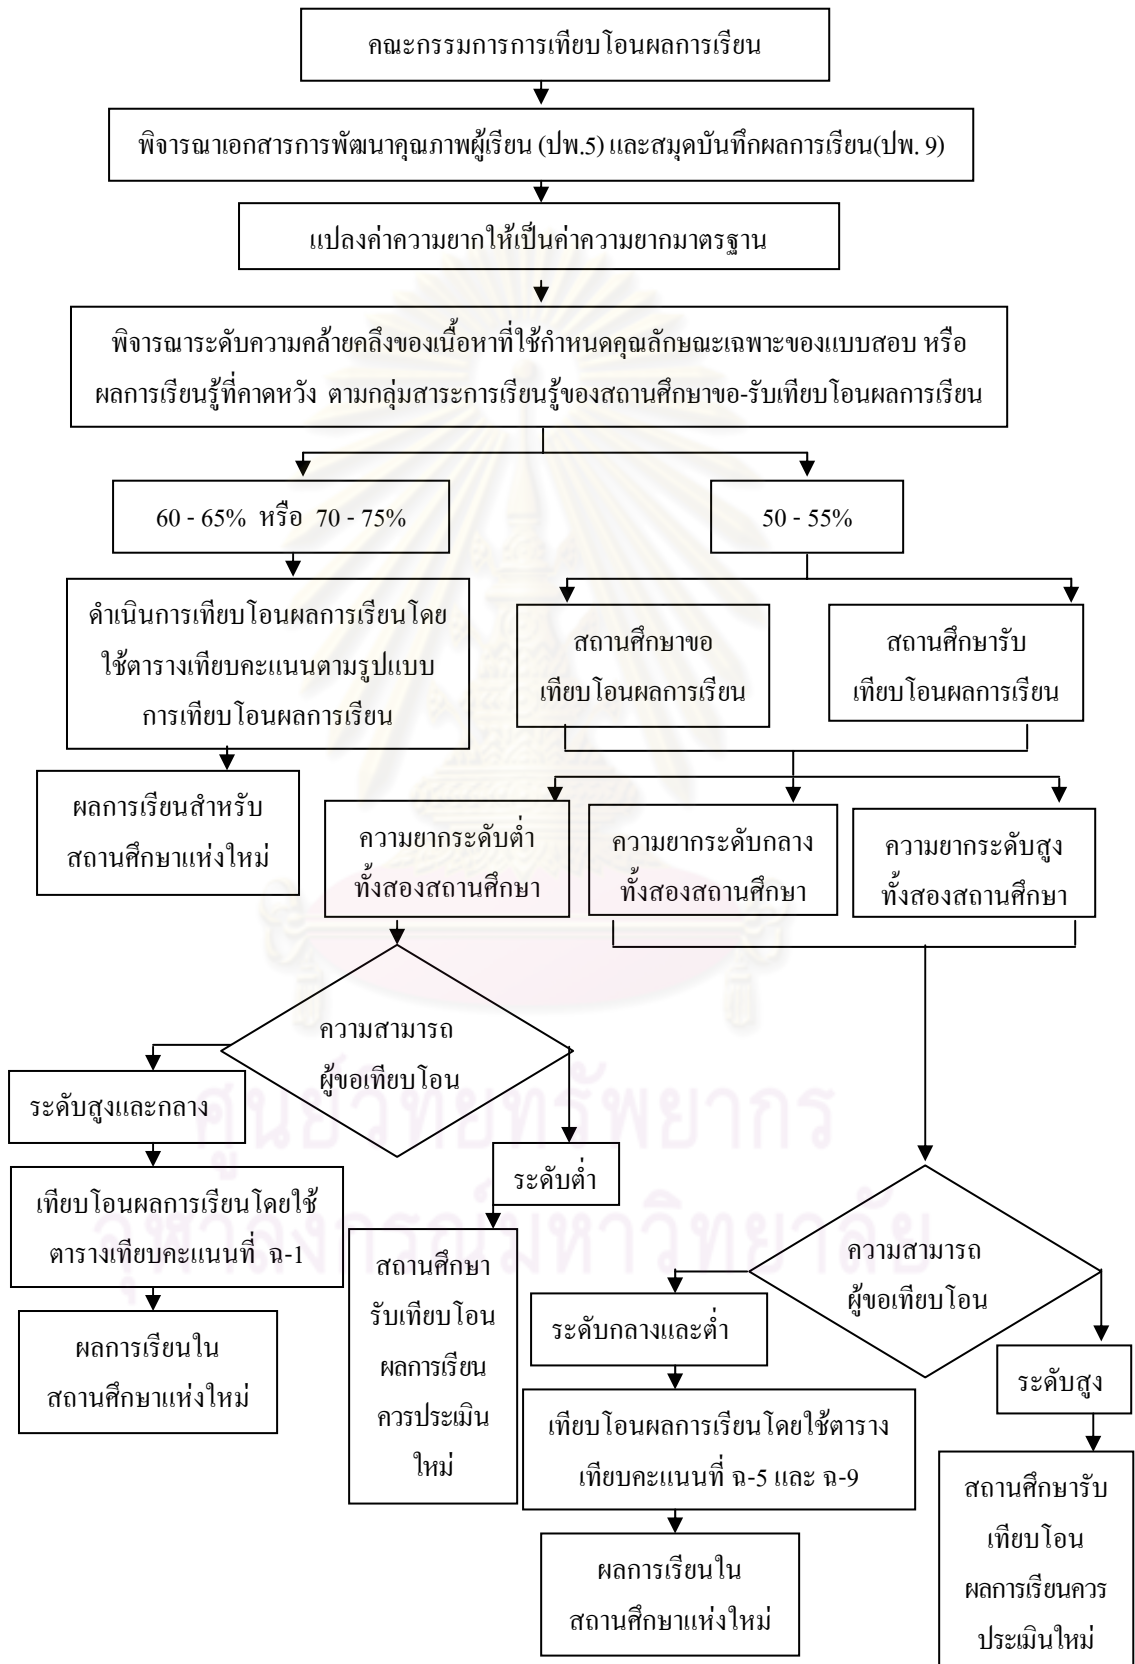 คณะกรรมการการเทียบโอนผลการเรียน
พิจารณาเอกสารการพัฒนาคุณภาพผู้เรียน (ปพ.5) และสมุดบันทึกผลการเรียน(ปพ. 9)
แปลงค่าความยากให้เป็นค่าความยากมาตรฐาน
พิจารณาระดับความคล้ายคลึงของเนื้อหาที่ใช้กำหนดคุณลักษณะเฉพาะของแบบสอบ หรือ
ผลการเรียนรู้ที่คาดหวัง ตามกลุ่มสาระการเรียนรู้ของสถานศึกษาขอ-รับเทียบโอนผลการเรียน
60 - 65% หรือ 70 - 75%
50 - 55%
ดำเนินการเทียบโอนผลการเรียนโดย
ใช้ตารางเทียบคะแนนตามรูปแบบ
การเทียบโอนผลการเรียน
สถานศึกษาขอ
เทียบโอนผลการเรียน
สถานศึกษารับ
เทียบโอนผลการเรียน
ผลการเรียนสำหรับ
สถานศึกษาแห่งใหม่
ความยากระดับต่ำ
ทั้งสองสถานศึกษา
ความยากระดับกลาง
ทั้งสองสถานศึกษา
ความยากระดับสูง
ทั้งสองสถานศึกษา
ความสามารถ
ผู้ขอเทียบโอน
ระดับสูงและกลาง
ระดับต่ำ
เทียบโอนผลการเรียนโดยใช้
ตารางเทียบคะแนนที่ ฉ-1
ผลการเรียนใน
สถานศึกษาแห่งใหม่
สถานศึกษา
รับเทียบโอน
ผลการเรียน
ควรประเมิน
ใหม่
ความสามารถ
ผู้ขอเทียบโอน
ระดับกลางและต่ำ
ระดับสูง
เทียบโอนผลการเรียนโดยใช้ตาราง
เทียบคะแนนที่ ฉ-5 และ ฉ-9
ผลการเรียนใน
สถานศึกษาแห่งใหม่
สถานศึกษารับ
เทียบโอน
ผลการเรียนควร
ประเมินใหม่
ศูนย์วิทยทรัพยากร
จุฬาลงกรณ์มหาวิทยาลัย